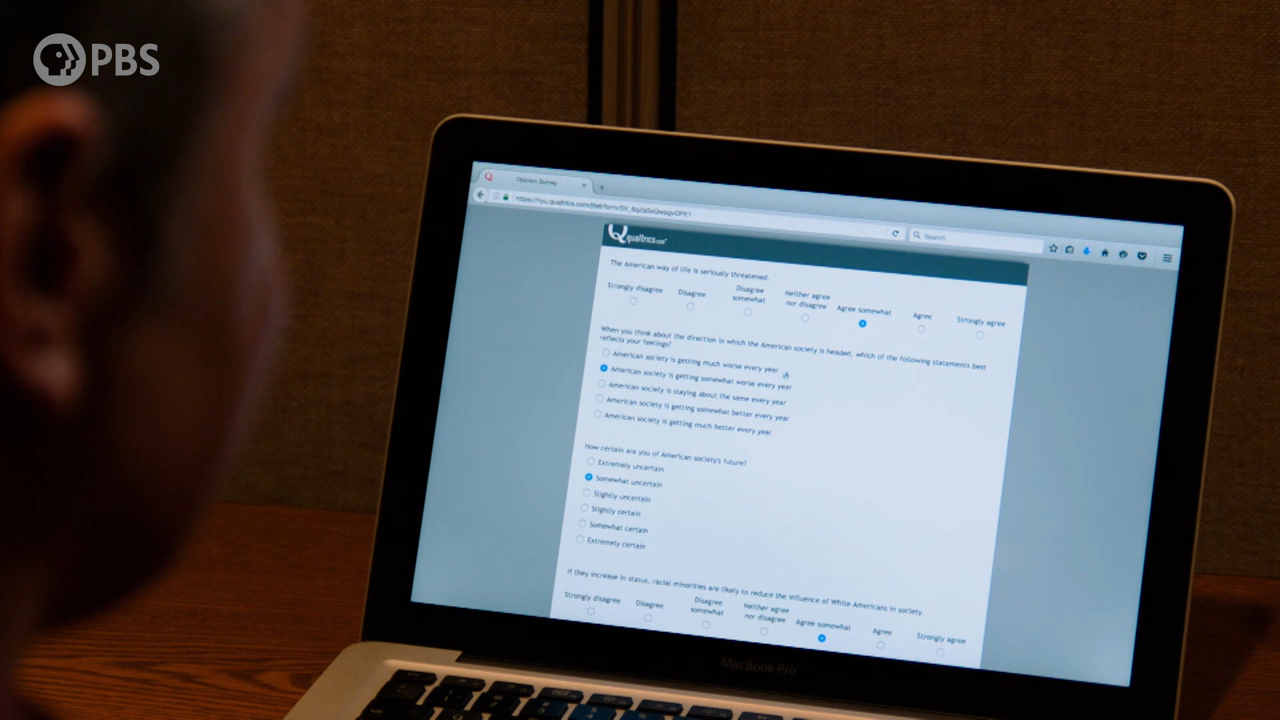 PBS
Opinion Survey
Search
qualtrics.com
The American way of life is seriously threatened.
Strongly disagree
Disagree
Disagree somewhat
Neither agree nor disagree
Agree somewhat
Agree
Strongly agree
When you think about the direction in which the American society is headed, which of the following statements best
reflects your feelings?
American society is getting much worse every year
American society is getting somewhat worse every year
American society is staying about the same every year
American society is getting somewhat better every year
American society is getting much better every year
How certain are you of American society's future?
Extremely uncertain
Somewhat uncertain
Slightly uncertain
Slightly certain
Somewhat certain
Extremely certain
If they increase in status, racial minorities are likely to reduce the influence of White Americans in society.
Strongly disagree
Disagree
Disagree somewhat
Neither agree nor disagree
Agree somewhat
Agree
Strongly agree
MacBook Pro